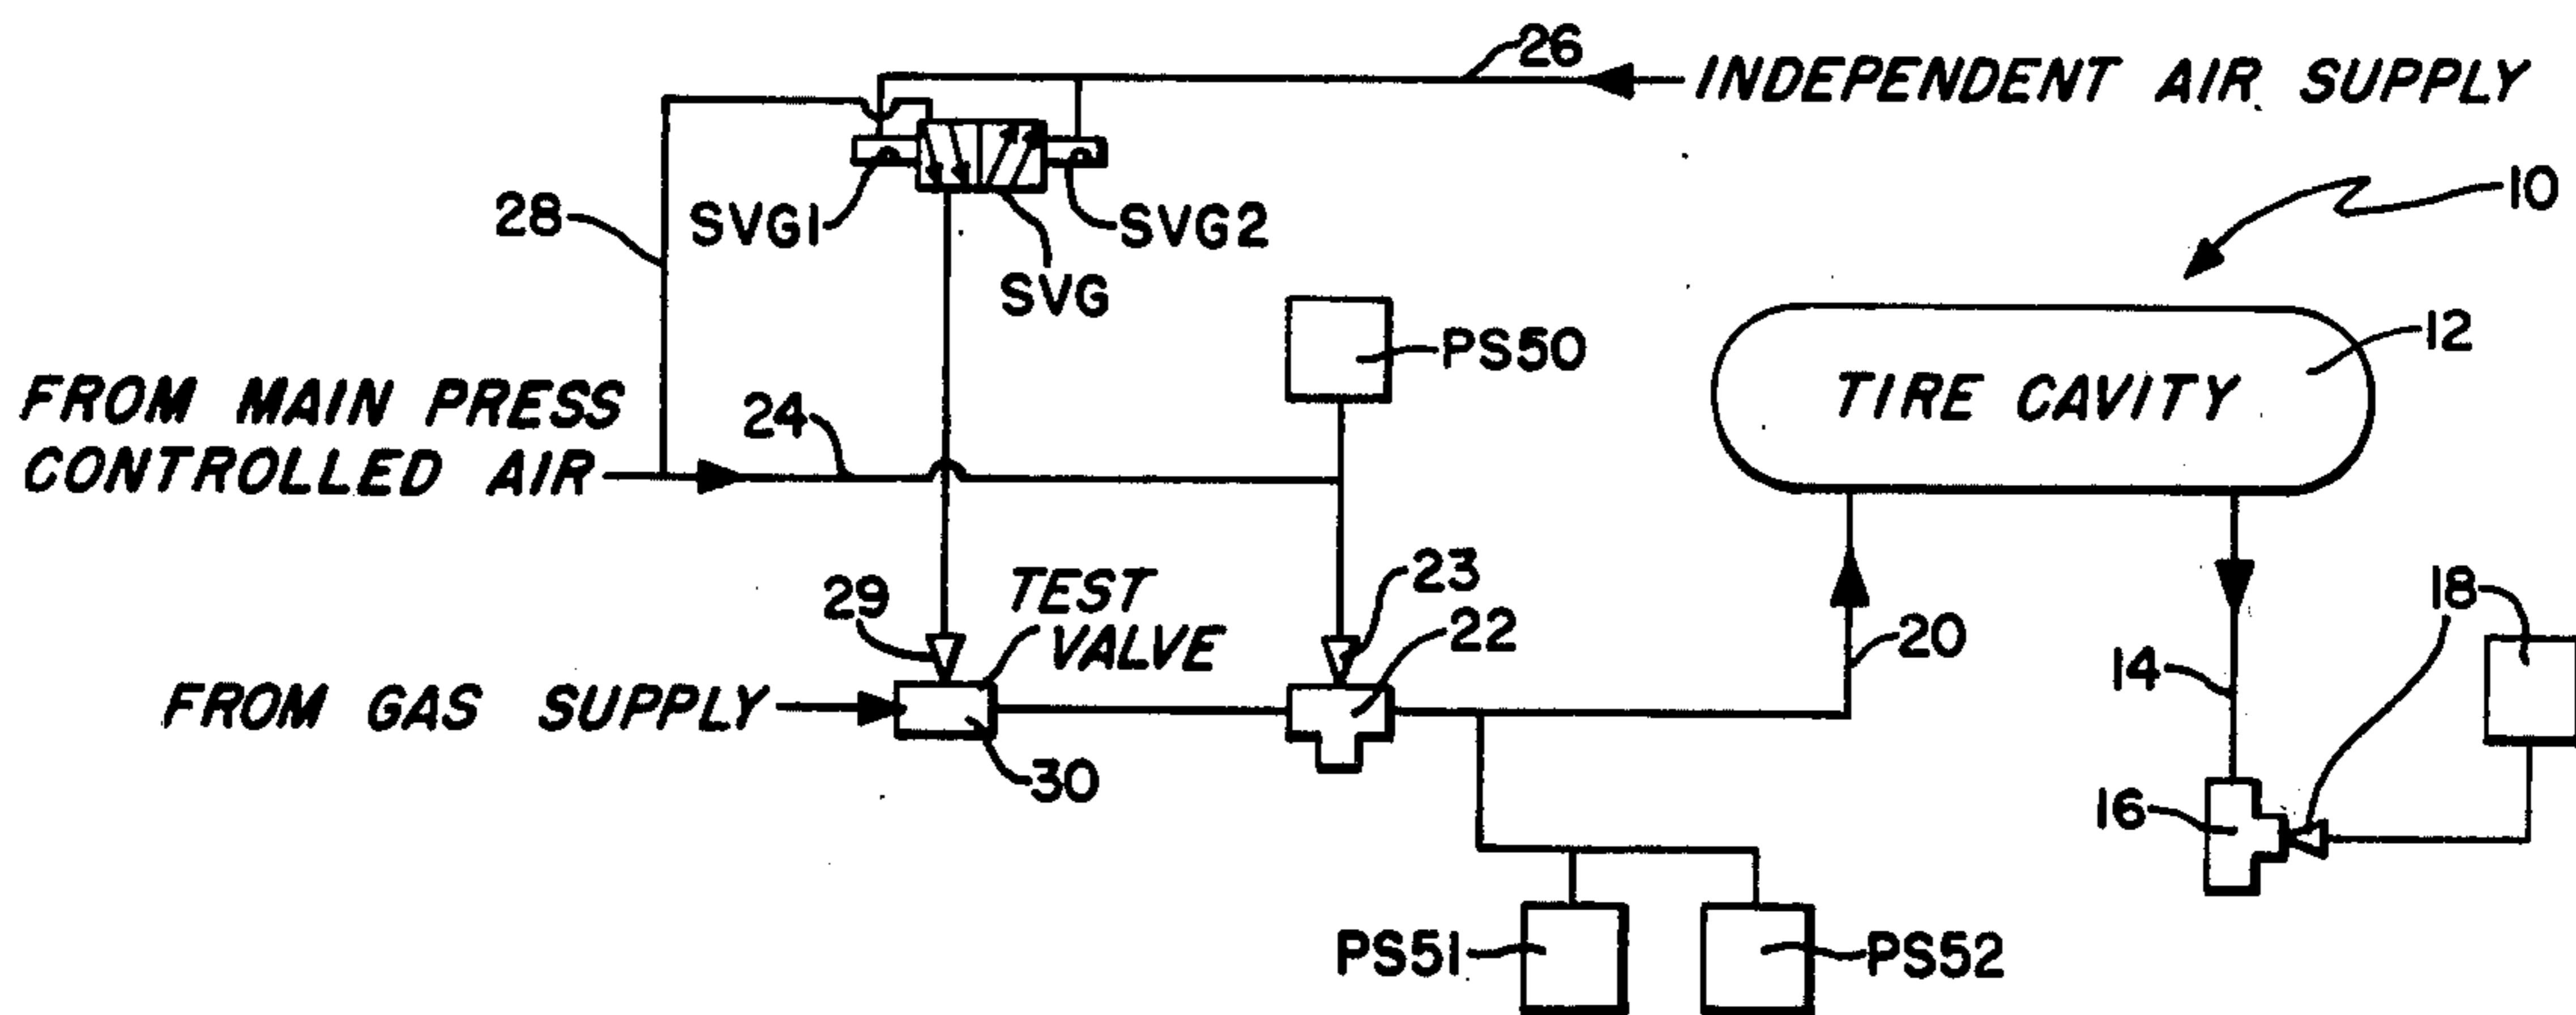 26
INDEPENDENT AIR SUPPLY
10
28
SVG1
SVG2
SVG
12
PS50
TIRE CAVITY
FROM MAIN PRESS
CONTROLLED AIR
24
29
TEST
VALVE
23
22
18
20
14
FROM GAS SUPPLY
30
16
PS51
PS52